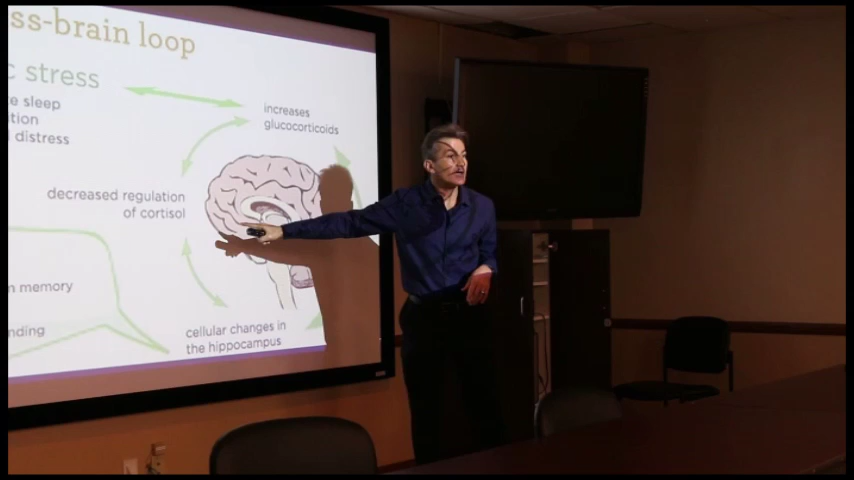 ss-brain loop
c stress
e sleep
ition
distress
increases
glucocorticoids
decreased regulation
of cortisol
memory
nding
cellular changes in
the hippocampus